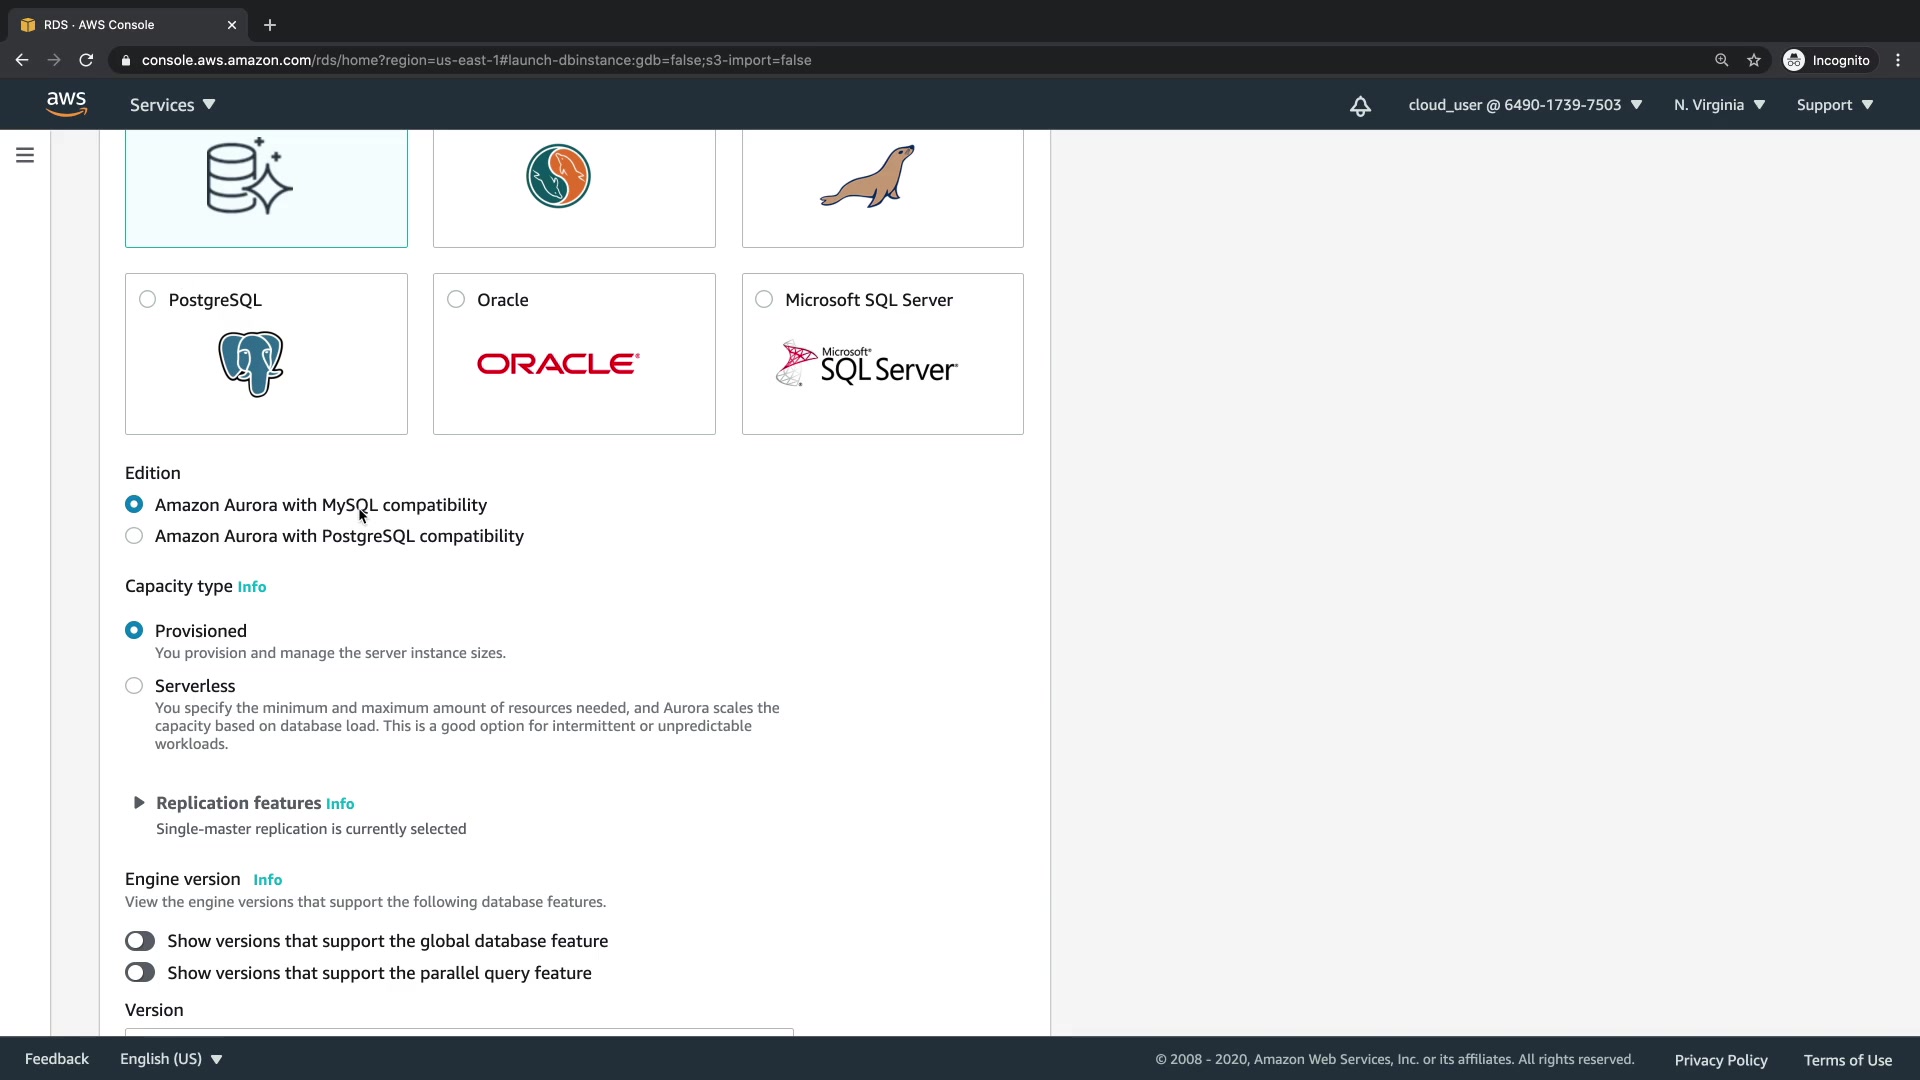 RDS · AWS Console
console.aws.amazon.com/rds/home?region=us-east-1#launch-dbinstance:gdb=false;s3-import=false
Incognito
aws
Services
cloud_user @ 6490-1739-7503
N. Virginia
Support
PostgreSQL
Oracle
Microsoft SQL Server
ORACLE®
Microsoft®
SQL Server®
Edition
Amazon Aurora with MySQL compatibility
Amazon Aurora with PostgreSQL compatibility
Capacity type Info
Provisioned
You provision and manage the server instance sizes.
Serverless
You specify the minimum and maximum amount of resources needed, and Aurora scales the
capacity based on database load. This is a good option for intermittent or unpredictable
workloads.
Replication features Info
Single-master replication is currently selected
Engine version Info
View the engine versions that support the following database features.
Show versions that support the global database feature
Show versions that support the parallel query feature
Version
Feedback
English (US)
© 2008 - 2020, Amazon Web Services, Inc. or its affiliates. All rights reserved.
Privacy Policy
Terms of Use